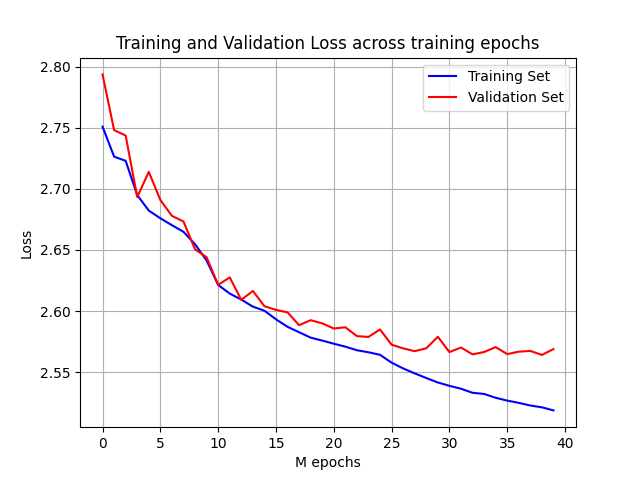 Training and Validation Loss across training epochs
Training Set
Validation Set
2.80
2.75
2.70
2.65
2.60
2.55
Loss
0 5 10 15 20 25 30 35 40
M epochs